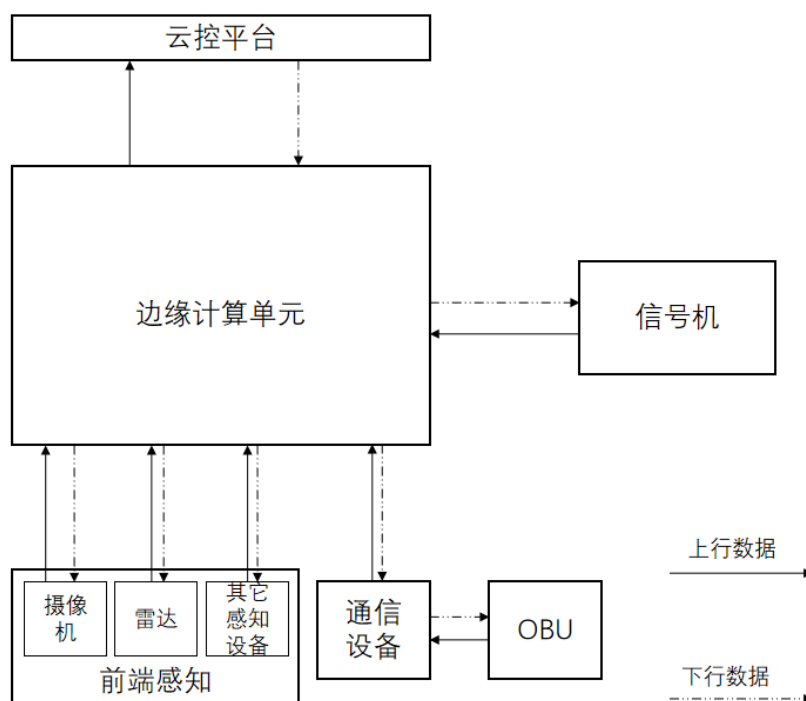 云控平台
边缘计算单元
信号机
上行数据
摄像
机
雷达
其它
感知
设备
前端感知
通信
设备
OBU
下行数据